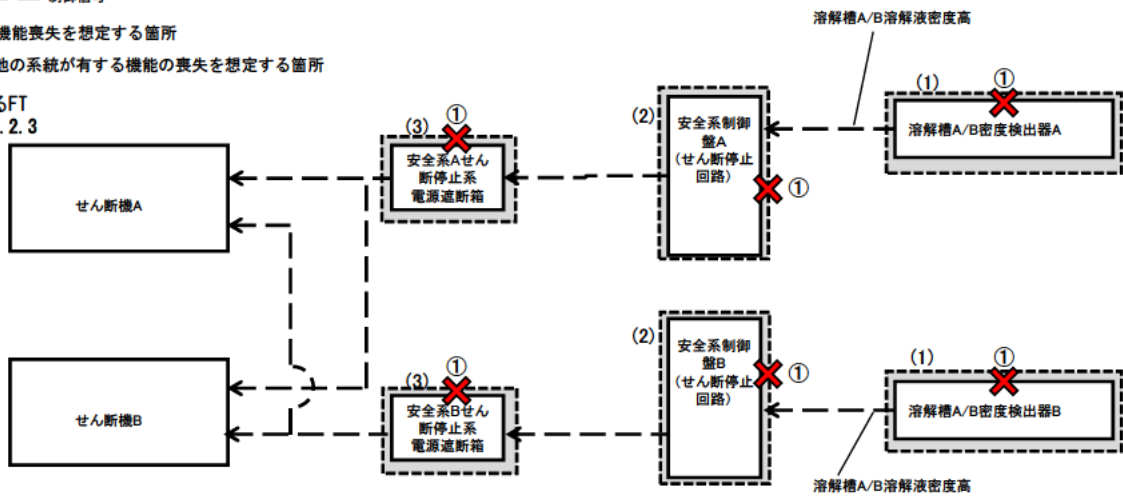 機能喪失を想定する箇所
他の系統が有する機能の喪失を想定する箇所
るFT
.2.3
溶解槽A/B溶解液密度高
(1)
①
溶解槽A/B密度検出器A
(2)
安全系制御
盤A
(せん断停止
回路)
①
(3)
①
安全系Aせん
断停止系
電源遮断箱
せん断機A
(2)
安全系制御
盤B
(せん断停止
回路)
①
(1)
①
溶解槽A/B密度検出器B
(3)
①
安全系Bせん
断停止系
電源遮断箱
せん断機B
溶解槽A/B溶解液密度高